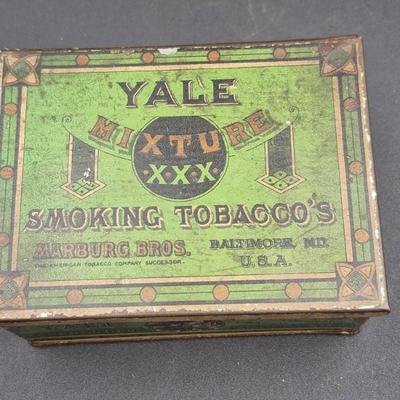 YALE
MIXTURE
XXX
SMOKING TOBACCO'S
MARBURG BROS. BALTIMORE, MD.
THE AMERICAN TOBACCO COMPANY SUCCESSOR. U.S.A.